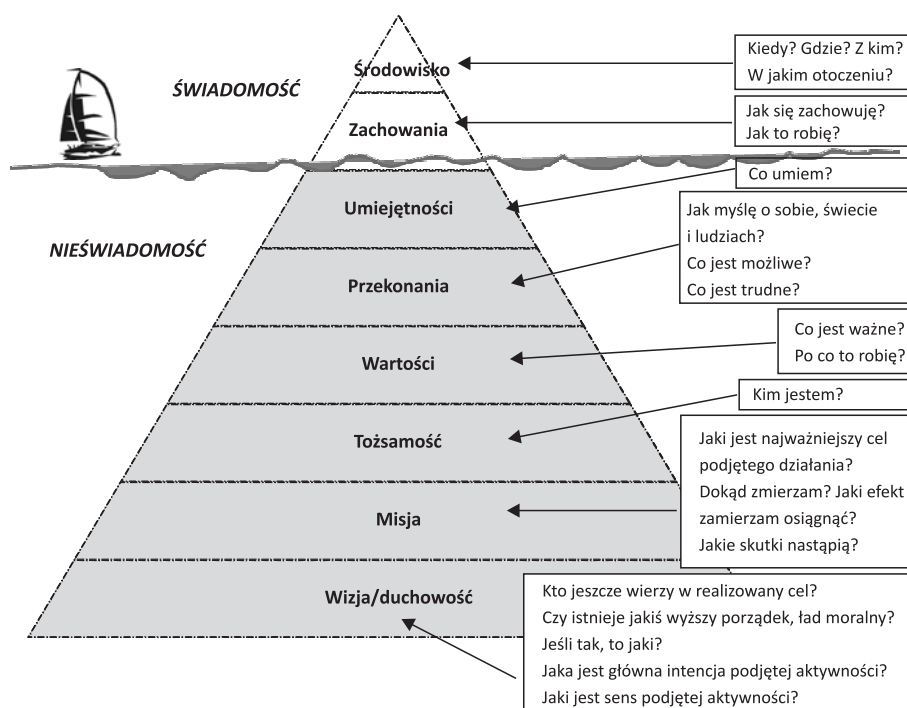 Środowisko
Kiedy? Gdzie? Z kim?
W jakim otoczeniu?
ŚWIADOMOŚĆ
Zachowania
Jak się zachowuję?
Jak to robię?
Umiejętności
Co umiem?
NIEŚWIADOMOŚĆ
Przekonania
Jak myślę o sobie, świecie
i ludziach?
Co jest możliwe?
Co jest trudne?
Wartości
Co jest ważne?
Po co to robię?
Tożsamość
Kim jestem?
Misja
Jaki jest najważniejszy cel
podjętego działania?
Dokąd zmierzam? Jaki efekt
zamierzam osiągnąć?
Jakie skutki nastąpią?
Wizja/duchowość
Kto jeszcze wierzy w realizowany cel?
Czy istnieje jakiś wyższy porządek, ład moralny?
Jeśli tak, to jaki?
Jaka jest główna intencja podjętej aktywności?
Jaki jest sens podjętej aktywności?